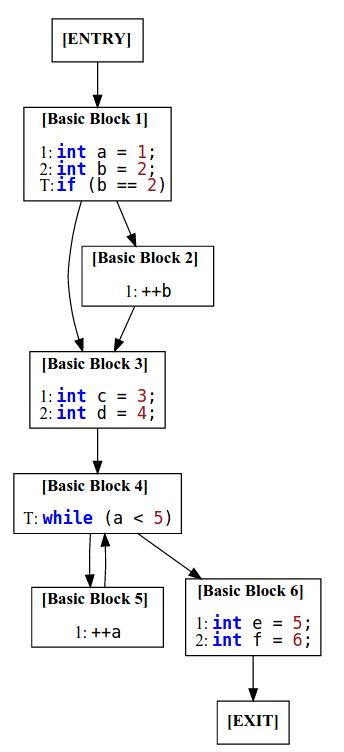 [ENTRY]
[Basic Block 1]
1: int a = 1;
2: int b = 2;
T: if (b == 2)
[Basic Block 2]
1: ++b
[Basic Block 3]
1: int c = 3;
2: int d = 4;
[Basic Block 4]
T: while (a < 5)
[Basic Block 5]
1: ++a
[Basic Block 6]
1: int e = 5;
2: int f = 6;
[EXIT]